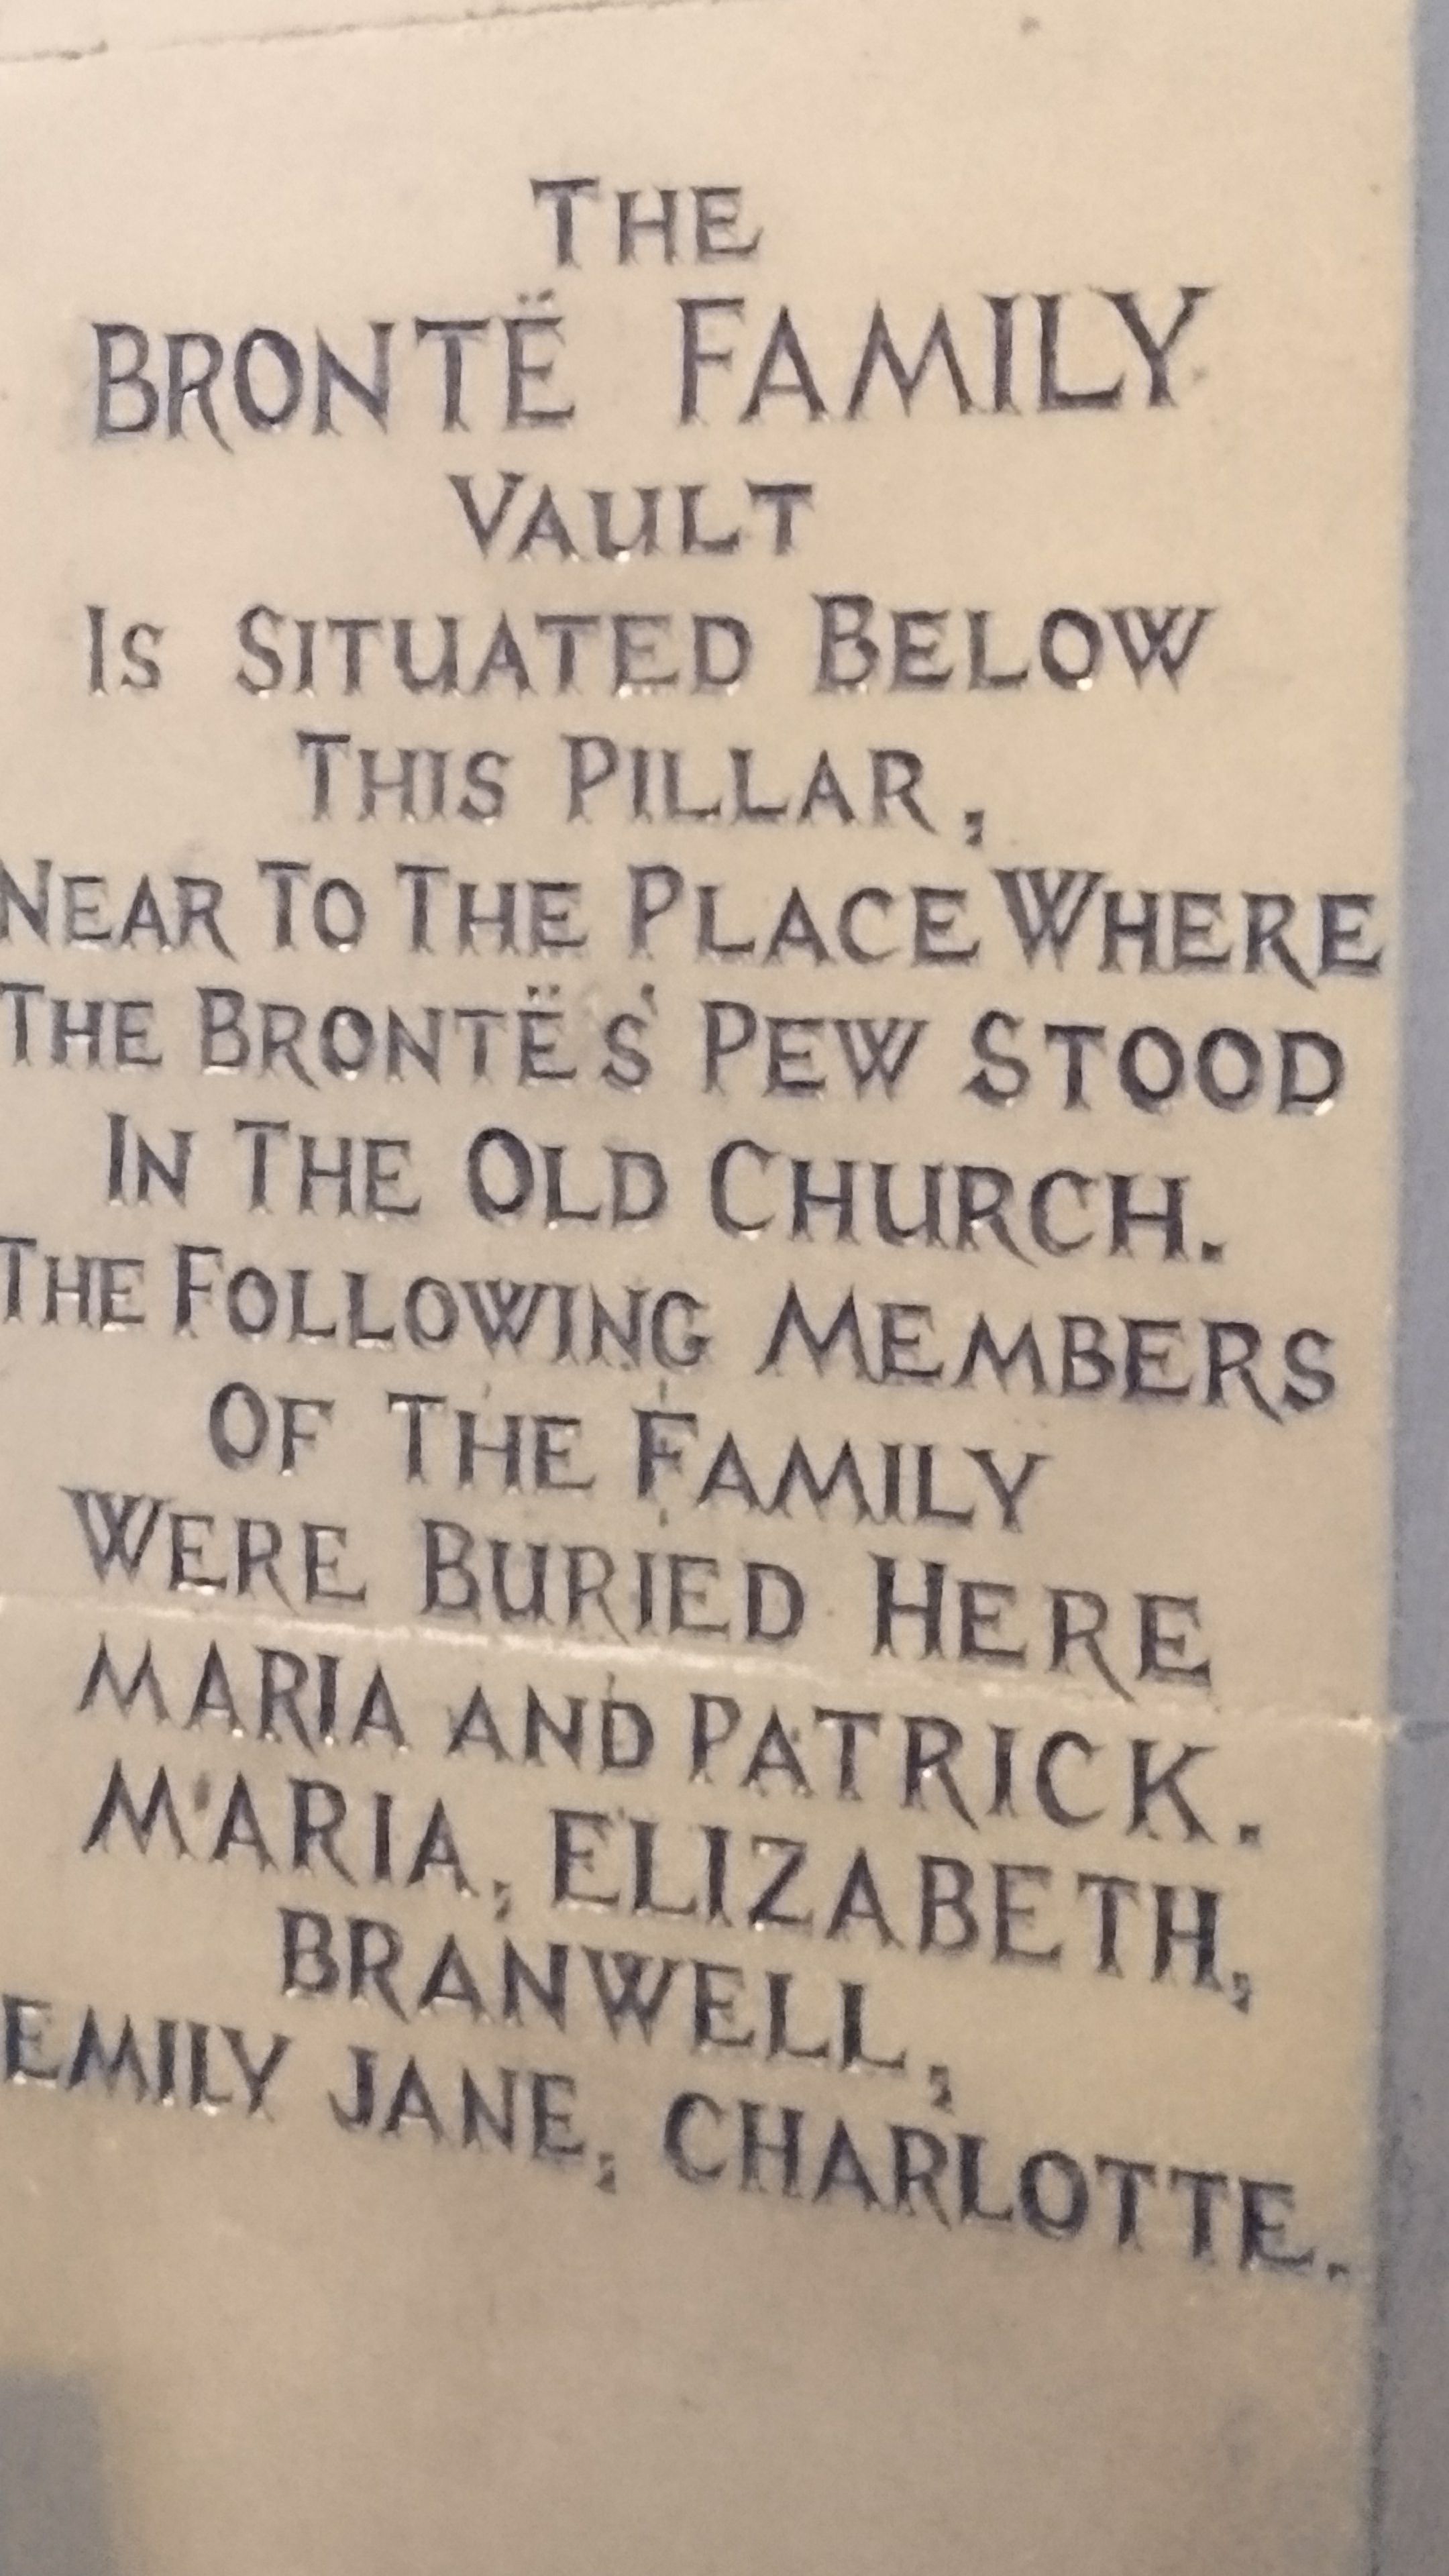 THE
BRONTË FAMILY
VAULT
IS SITUATED BELOW
THIS PILLAR,
NEAR TO THE PLACE WHERE
THE BRONTËS' PEW STOOD
IN THE OLD CHURCH.
THE FOLLOWING MEMBERS
OF THE FAMILY
WERE BURIED HERE
MARIA AND PATRICK.
MARIA, ELIZABETH,
BRANWELL,
EMILY JANE, CHARLOTTE.